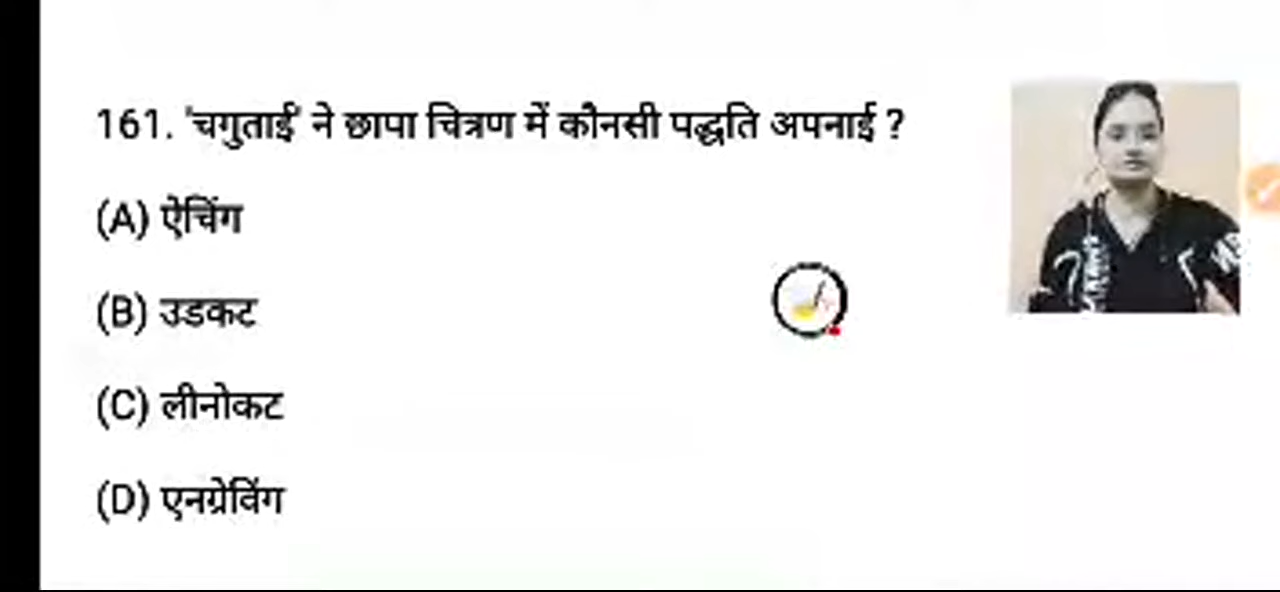 161. 'चगुताई' ने छापा चित्रण में कौनसी पद्धति अपनाई ?
(A) ऐचिंग
(B) उडकट
(C) लीनोकट
(D) एनग्रेविंग